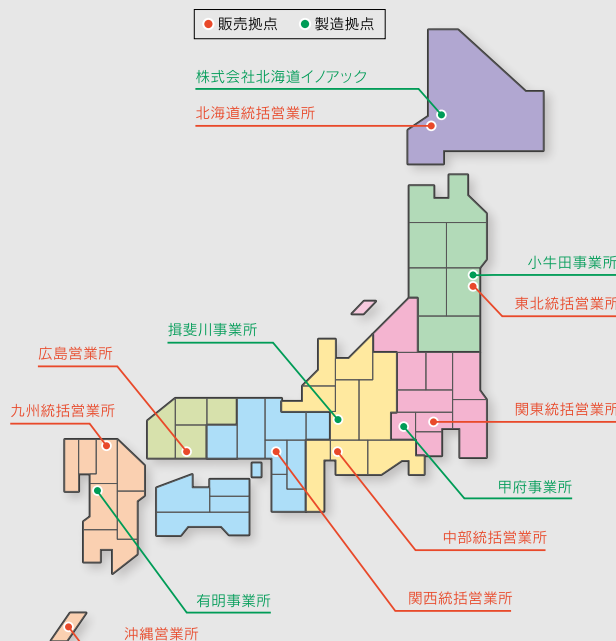 販売拠点 製造拠点
株式会社北海道イノアック
北海道統括営業所
小牛田事業所
東北統括営業所
揖斐川事業所
広島営業所
九州統括営業所
関東統括営業所
甲府事業所
中部統括営業所
関西統括営業所
有明事業所
沖縄営業所